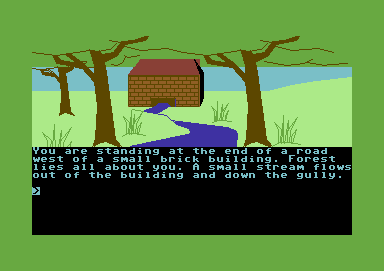 You are standing at the end of a road
west of a small brick building. Forest
lies all about you. A small stream flows
out of the building and down the gully.
>